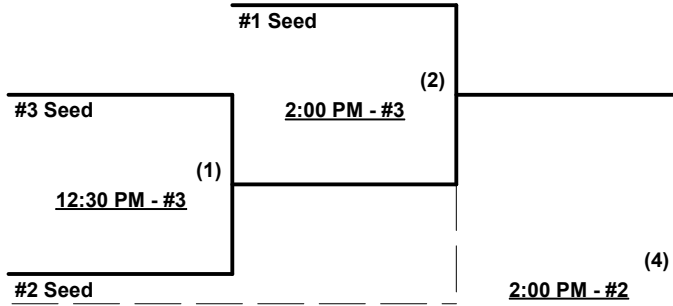 #1 Seed
(2)
#3 Seed
2:00 PM - #3
(1)
12:30 PM - #3
(4)
#2 Seed
2:00 PM - #2